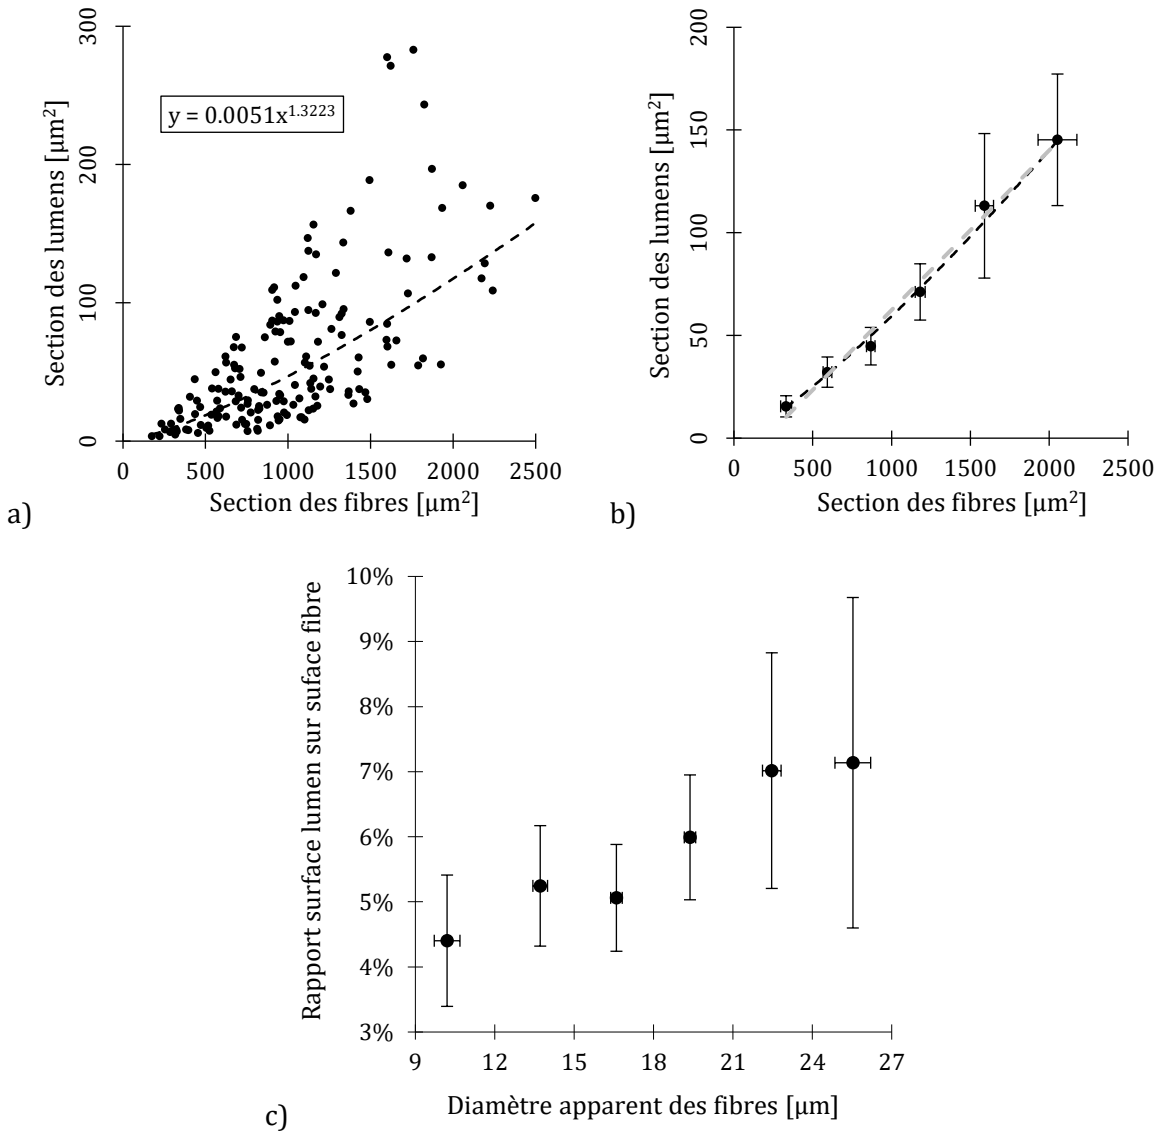 300
200
100
0
Section des lumens [µm²]
y = 0.0051x^1.3223
0 500 1000 1500 2000 2500
Section des fibres [µm²]
a)
200
150
100
50
0
Section des lumens [µm²]
0 500 1000 1500 2000 2500
Section des fibres [µm²]
b)
10%
9%
8%
7%
6%
5%
4%
3%
Rapport surface lumen sur suface fibre
9 12 15 18 21 24 27
Diamètre apparent des fibres [µm]
c)